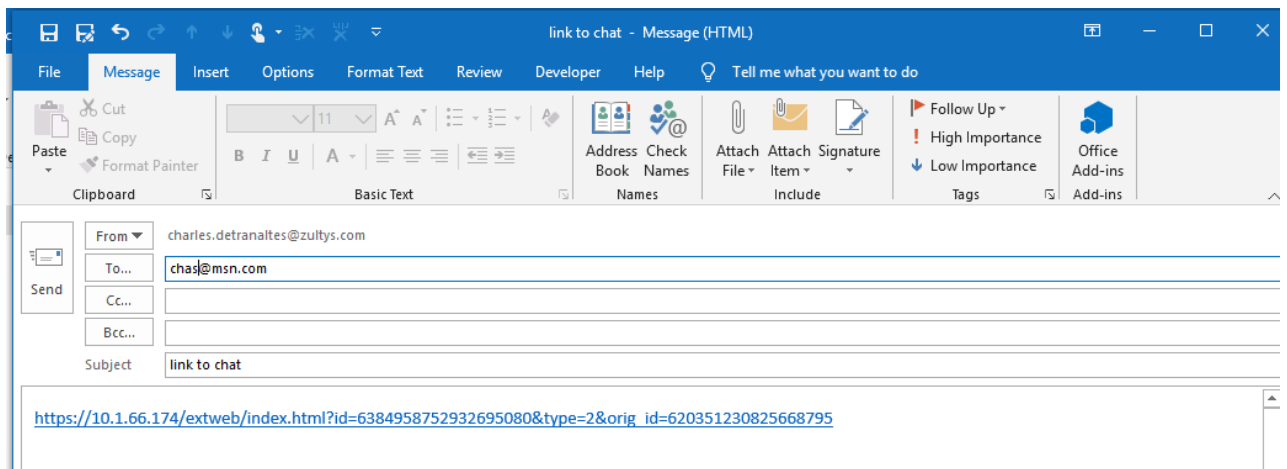 link to chat - Message (HTML)
File Message Insert Options Format Text Review Developer Help Tell me what you want to do
Cut
Copy
Paste
Format Painter
Clipboard
11
B I U A
Basic Text
Address Book
Check Names
Names
Attach File
Attach Item
Signature
Include
Follow Up
High Importance
Low Importance
Tags
Office Add-ins
Add-ins
Send
From charles.detranaltes@zultys.com
To... chas@msn.com
Cc...
Bcc...
Subject link to chat
https://10.1.66.174/extweb/index.html?id=6384958752932695080&type=2&orig_id=620351230825668795